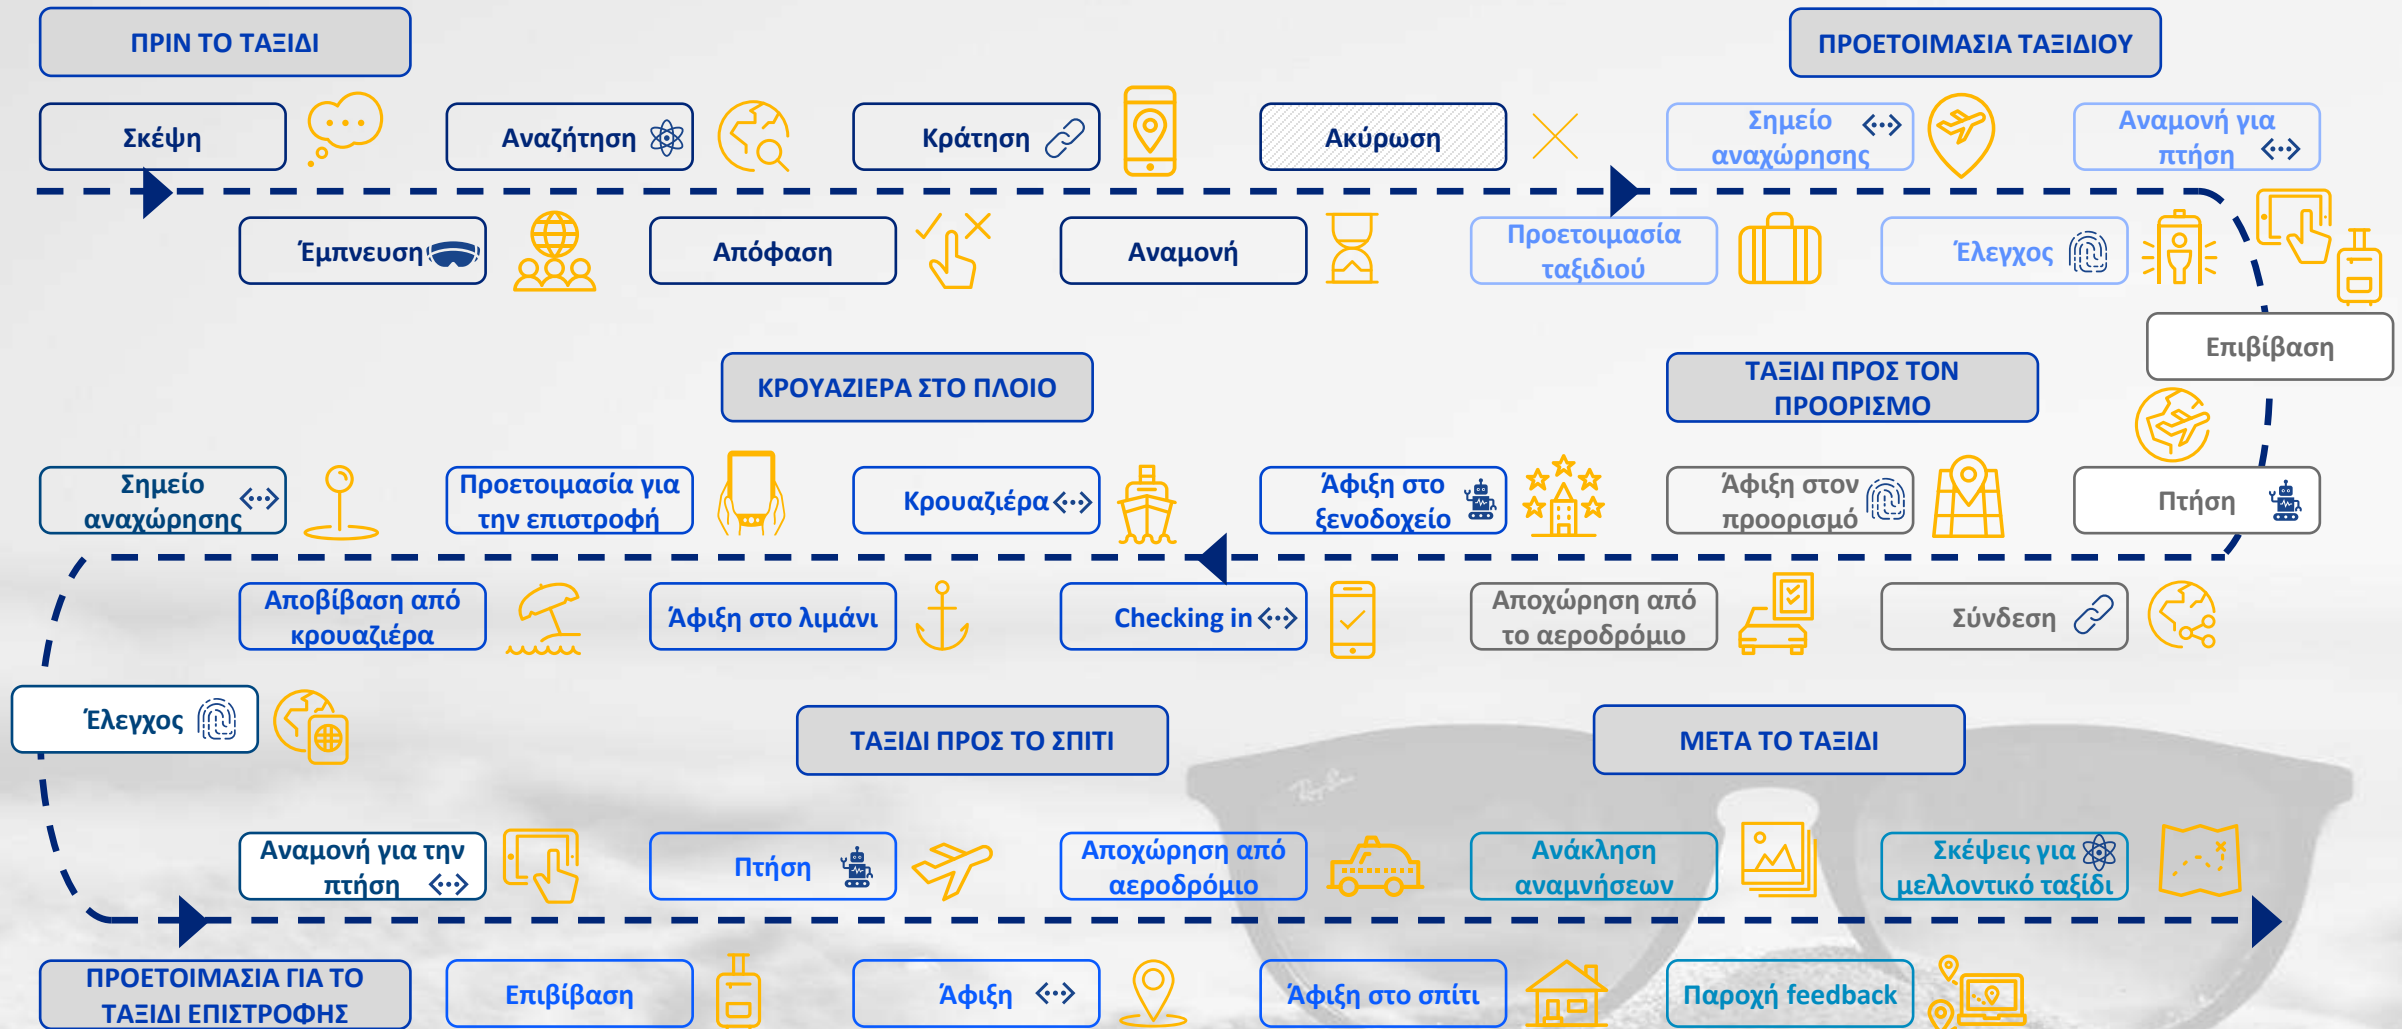 ΠΡΙΝ ΤΟ ΤΑΞΙΔΙ
ΠΡΟΕΤΟΙΜΑΣΙΑ ΤΑΞΙΔΙΟΥ
Σκέψη
Αναζήτηση
Κράτηση
Ακύρωση
Σημείο
αναχώρησης
Αναμονή για
πτήση
Έμπνευση
Απόφαση
Αναμονή
Προετοιμασία
ταξιδιού
Έλεγχος
Επιβίβαση
ΚΡΟΥΑΖΙΕΡΑ ΣΤΟ ΠΛΟΙΟ
ΤΑΞΙΔΙ ΠΡΟΣ ΤΟΝ
ΠΡΟΟΡΙΣΜΟ
Σημείο
αναχώρησης
Προετοιμασία για
την επιστροφή
Κρουαζιέρα
Άφιξη στο
ξενοδοχείο
Άφιξη στον
προορισμό
Πτήση
Αποβίβαση από
κρουαζιέρα
Άφιξη στο λιμάνι
Checking in
Αποχώρηση από
το αεροδρόμιο
Σύνδεση
Έλεγχος
ΤΑΞΙΔΙ ΠΡΟΣ ΤΟ ΣΠΙΤΙ
ΜΕΤΑ ΤΟ ΤΑΞΙΔΙ
Ray-Ban
Αναμονή για την
πτήση
Πτήση
Αποχώρηση από
αεροδρόμιο
Ανάκληση
αναμνήσεων
Σκέψεις για
μελλοντικό ταξίδι
ΠΡΟΕΤΟΙΜΑΣΙΑ ΓΙΑ ΤΟ
ΤΑΞΙΔΙ ΕΠΙΣΤΡΟΦΗΣ
Επιβίβαση
Άφιξη
Άφιξη στο σπίτι
Παροχή feedback